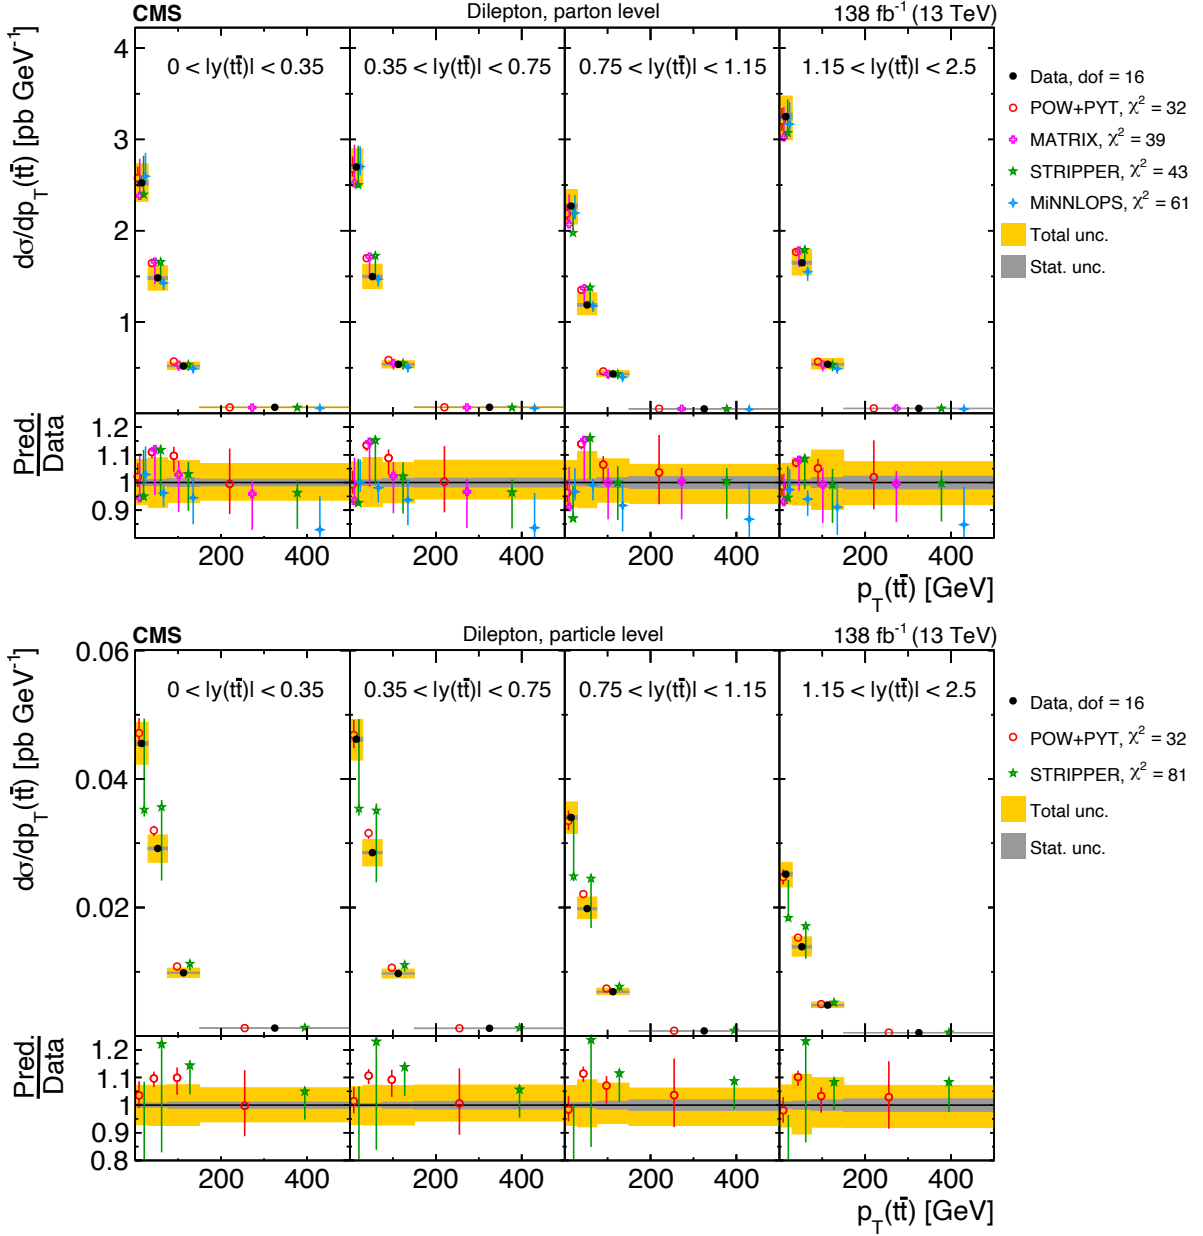 CMS Dilepton, parton level 138 fb⁻¹ (13 TeV)
dσ/dp_T(tt̄) [pb GeV⁻¹]
4
3
2
1
0 < |y(tt̄)| < 0.35
0.35 < |y(tt̄)| < 0.75
0.75 < |y(tt̄)| < 1.15
1.15 < |y(tt̄)| < 2.5
Data, dof = 16
POW+PYT, χ² = 32
MATRIX, χ² = 39
STRIPPER, χ² = 43
MiNNLOPS, χ² = 61
Total unc.
Stat. unc.
Pred
Data
1.2
1.1
1
0.9
200 400 200 400 200 400 200 400
p_T(tt̄) [GeV]
CMS Dilepton, particle level 138 fb⁻¹ (13 TeV)
dσ/dp_T(tt̄) [pb GeV⁻¹]
0.06
0.04
0.02
0 < |y(tt̄)| < 0.35
0.35 < |y(tt̄)| < 0.75
0.75 < |y(tt̄)| < 1.15
1.15 < |y(tt̄)| < 2.5
Data, dof = 16
POW+PYT, χ² = 32
STRIPPER, χ² = 81
Total unc.
Stat. unc.
Pred.
Data
1.2
1.1
1
0.9
0.8
200 400 200 400 200 400 200 400
p_T(tt̄) [GeV]